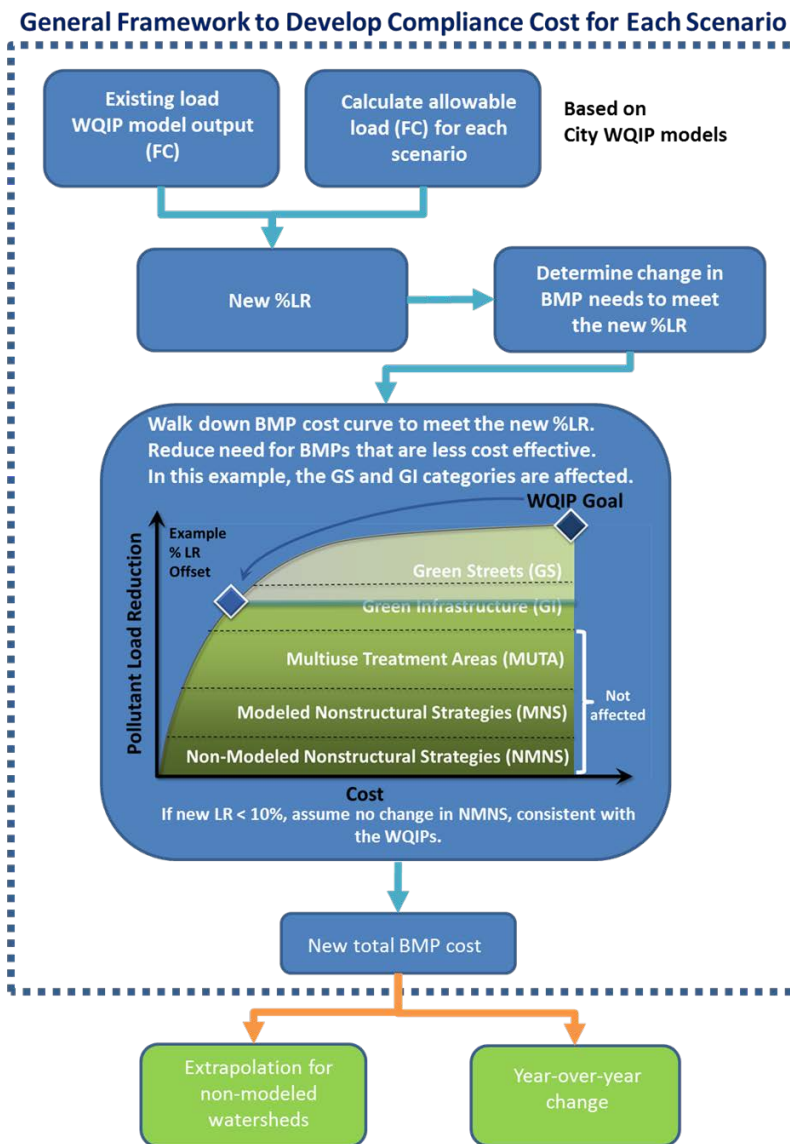 General Framework to Develop Compliance Cost for Each Scenario
Existing load
WQIP model output
(FC)
Calculate allowable
load (FC) for each
scenario
Based on
City WQIP models
New %LR
Determine change in
BMP needs to meet
the new %LR
Walk down BMP cost curve to meet the new %LR.
Reduce need for BMPs that are less cost effective.
In this example, the GS and GI categories are affected.
WQIP Goal
Example
% LR
Offset
Pollutant Load Reduction
Green Streets (GS)
Green Infrastructure (GI)
Multiuse Treatment Areas (MUTA)
Modeled Nonstructural Strategies (MNS)
Non-Modeled Nonstructural Strategies (NMNS)
Not
affected
Cost
If new LR < 10%, assume no change in NMNS, consistent with
the WQIPs.
New total BMP cost
Extrapolation for
non-modeled
watersheds
Year-over-year
change